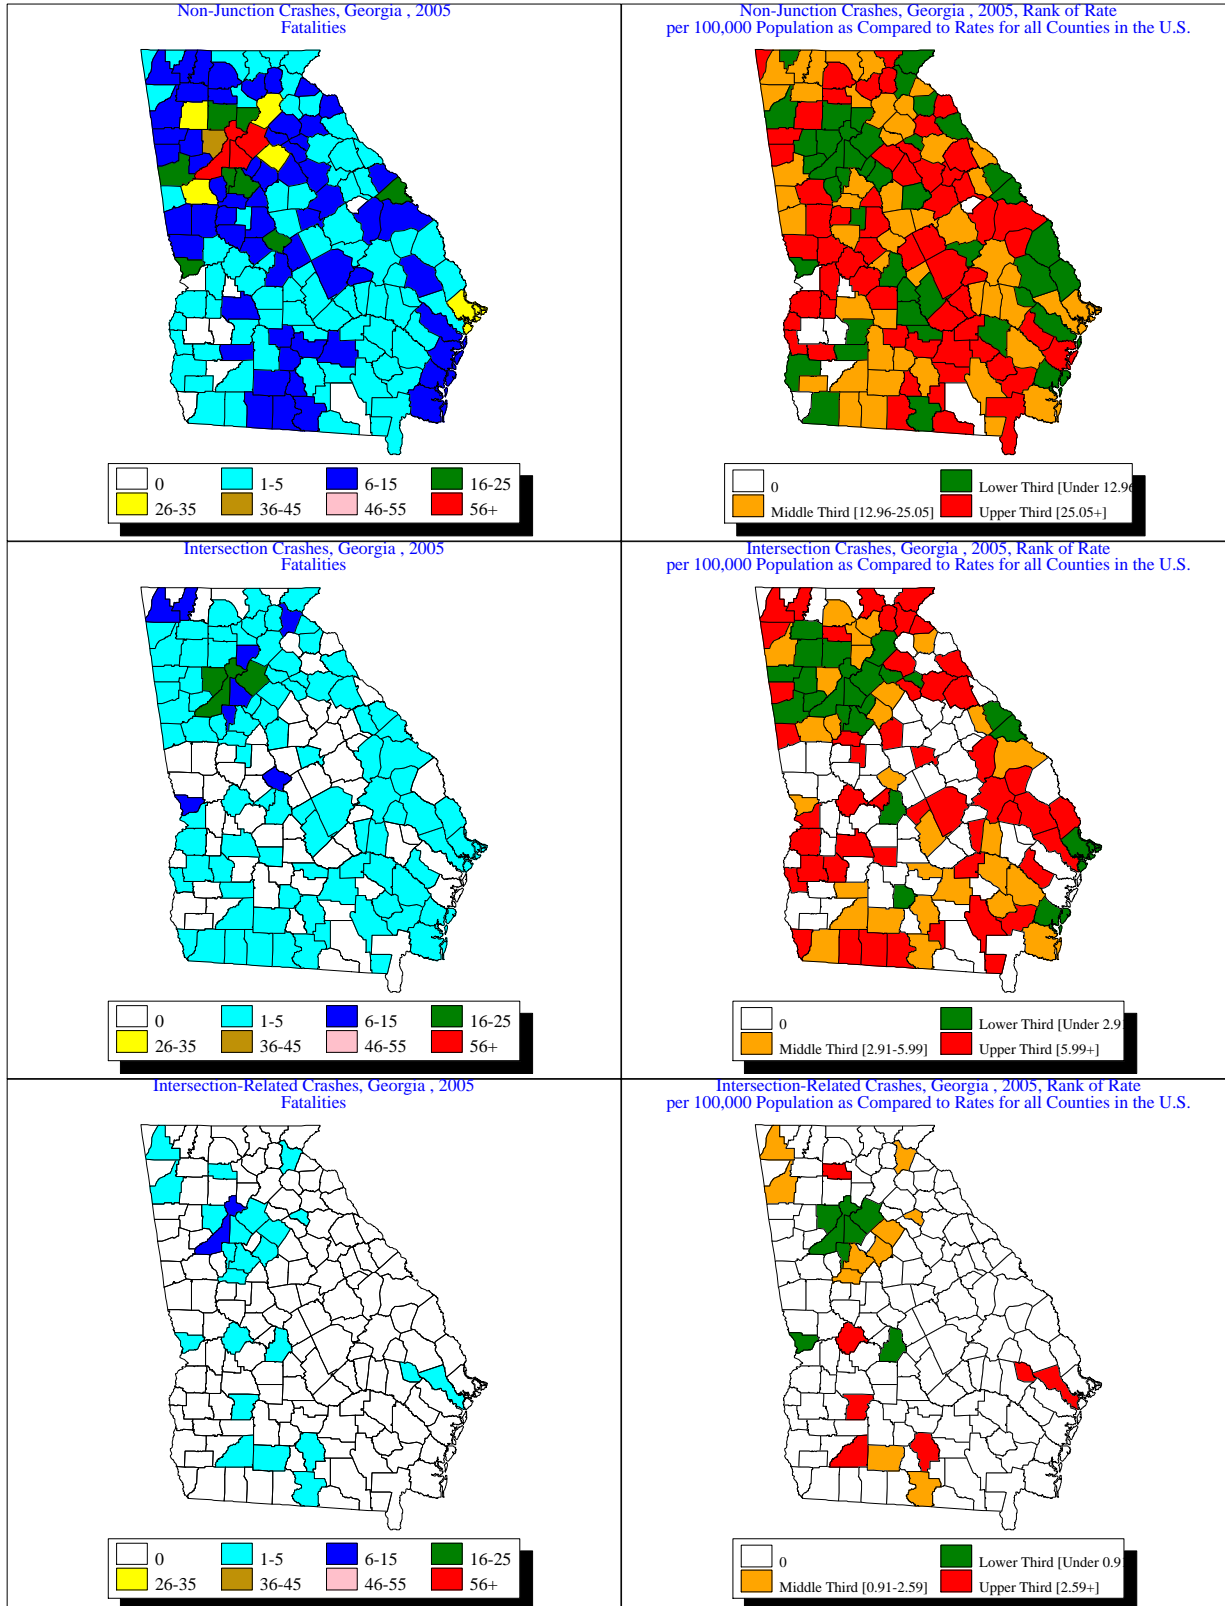 Non-Junction Crashes, Georgia , 2005
Fatalities
0
1-5
6-15
16-25
26-35
36-45
46-55
56+
Non-Junction Crashes, Georgia , 2005, Rank of Rate
per 100,000 Population as Compared to Rates for all Counties in the U.S.
0
Lower Third [Under 12.96
Middle Third [12.96-25.05]
Upper Third [25.05+]
Intersection Crashes, Georgia , 2005
Fatalities
0
1-5
6-15
16-25
26-35
36-45
46-55
56+
Intersection Crashes, Georgia , 2005, Rank of Rate
per 100,000 Population as Compared to Rates for all Counties in the U.S.
0
Lower Third [Under 2.91
Middle Third [2.91-5.99]
Upper Third [5.99+]
Intersection-Related Crashes, Georgia , 2005
Fatalities
0
1-5
6-15
16-25
26-35
36-45
46-55
56+
Intersection-Related Crashes, Georgia , 2005, Rank of Rate
per 100,000 Population as Compared to Rates for all Counties in the U.S.
0
Lower Third [Under 0.91
Middle Third [0.91-2.59]
Upper Third [2.59+]